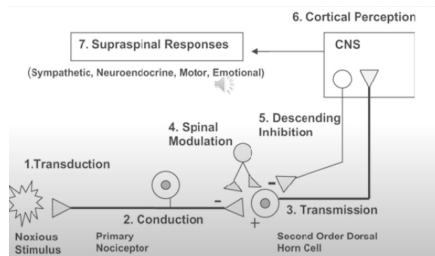 6. Cortical Perception
7. Supraspinal Responses
CNS
(Sympathetic, Neuroendocrine, Motor, Emotional)
5. Descending
Inhibition
4. Spinal
Modulation
1.Transduction
-
-
2. Conduction
3. Transmission
+
Noxious
Stimulus
Primary
Nociceptor
Second Order Dorsal
Horn Cell